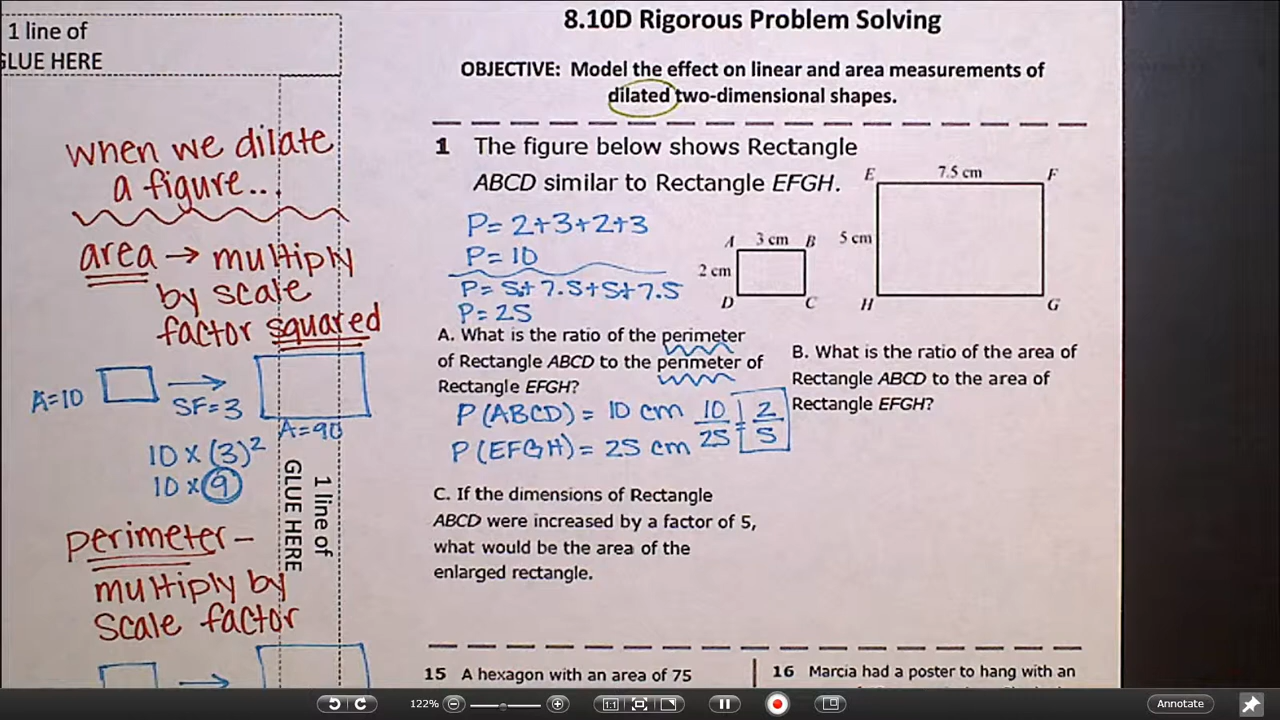 1 line of
GLUE HERE
when we dilate
a figure...
area → multiply
by scale
factor squared
A=10
SF=3
A=90
10 × (3)²
10 × 9
1 line of
GLUE HERE
perimeter -
multiply by
scale factor
8.10D Rigorous Problem Solving
OBJECTIVE: Model the effect on linear and area measurements of
dilated two-dimensional shapes.
1 The figure below shows Rectangle
ABCD similar to Rectangle EFGH.
P= 2+3+2+3
P= 10
P= 5+ 7.5+5+7.5
P= 25
A 3 cm B
2 cm
D C
E 7.5 cm F
5 cm
H G
A. What is the ratio of the perimeter
of Rectangle ABCD to the perimeter of
Rectangle EFGH?
P (ABCD) = 10 cm 10/25 = 2/5
P (EFGH) = 25 cm
B. What is the ratio of the area of
Rectangle ABCD to the area of
Rectangle EFGH?
C. If the dimensions of Rectangle
ABCD were increased by a factor of 5,
what would be the area of the
enlarged rectangle.
15 A hexagon with an area of 75
16 Marcia had a poster to hang with an
122%
1:1
Annotate